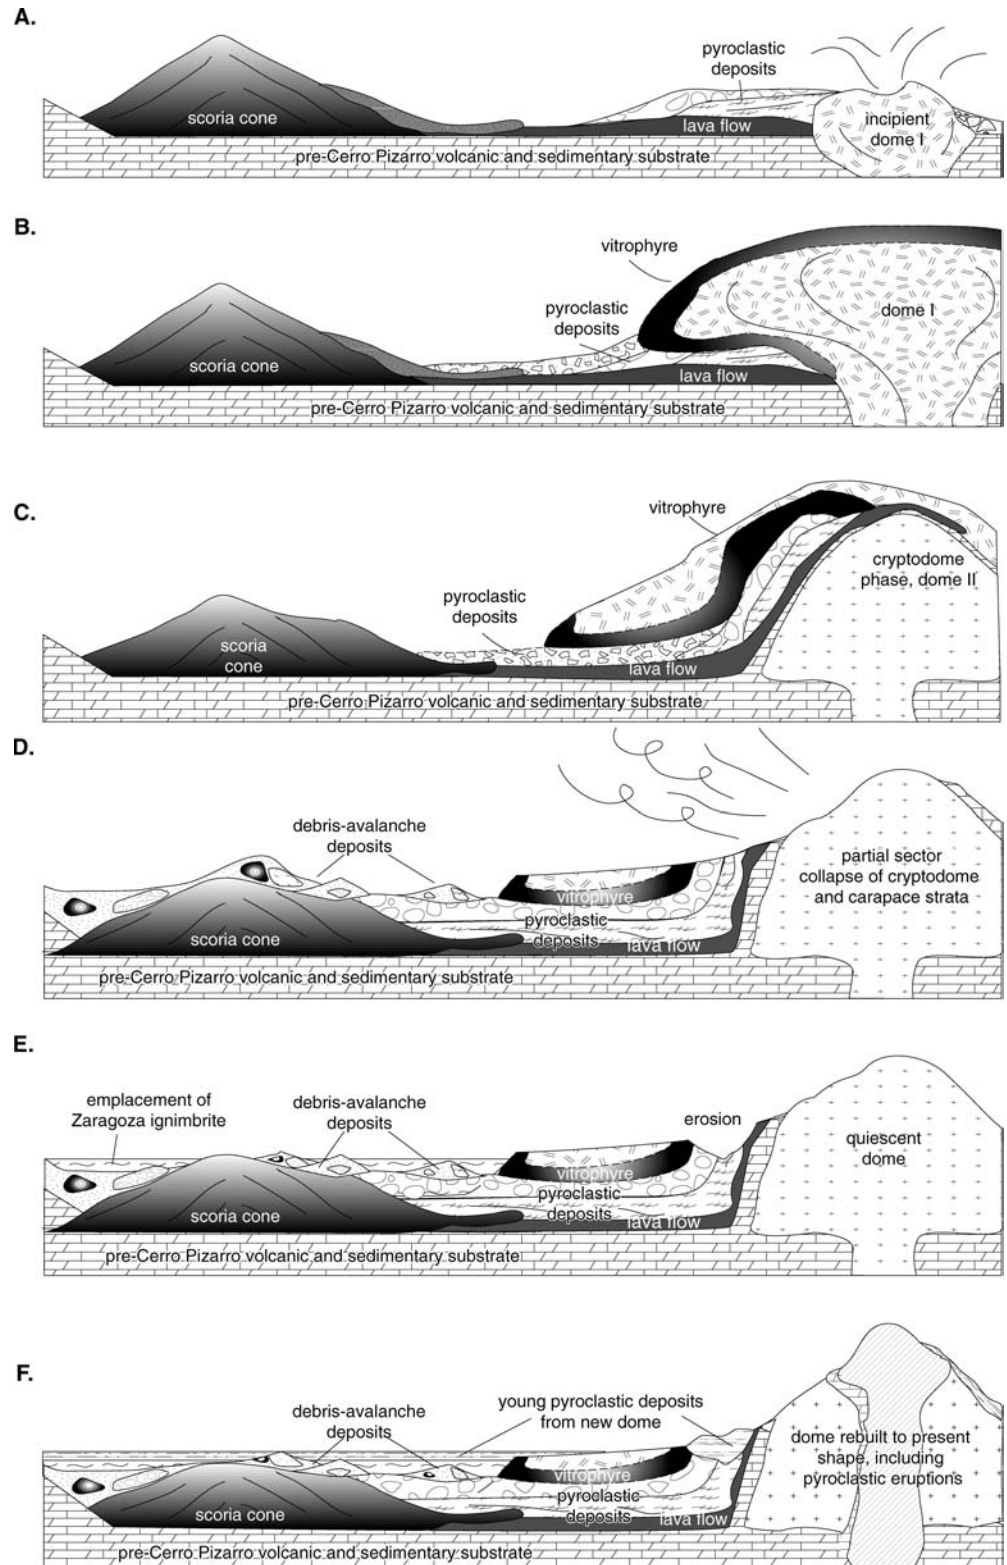 A.
pyroclastic
deposits
scoria cone
lava flow
incipient
dome I
pre-Cerro Pizarro volcanic and sedimentary substrate
B.
vitrophyre
pyroclastic
deposits
dome I
scoria cone
lava flow
pre-Cerro Pizarro volcanic and sedimentary substrate
C.
vitrophyre
cryptodome
phase, dome II
pyroclastic
deposits
scoria
cone
lava flow
pre-Cerro Pizarro volcanic and sedimentary substrate
D.
debris-avalanche
deposits
partial sector
collapse of cryptodome
and carapace strata
vitrophyre
pyroclastic
deposits
scoria cone
lava flow
pre-Cerro Pizarro volcanic and sedimentary substrate
E.
emplacement of
Zaragoza ignimbrite
debris-avalanche
deposits
erosion
quiescent
dome
vitrophyre
pyroclastic
deposits
scoria cone
lava flow
pre-Cerro Pizarro volcanic and sedimentary substrate
F.
young pyroclastic deposits
from new dome
debris-avalanche
deposits
dome rebuilt to present
shape, including
pyroclastic eruptions
vitrophyre
pyroclastic
deposits
scoria cone
lava flow
pre-Cerro Pizarro volcanic and sedimentary substrate